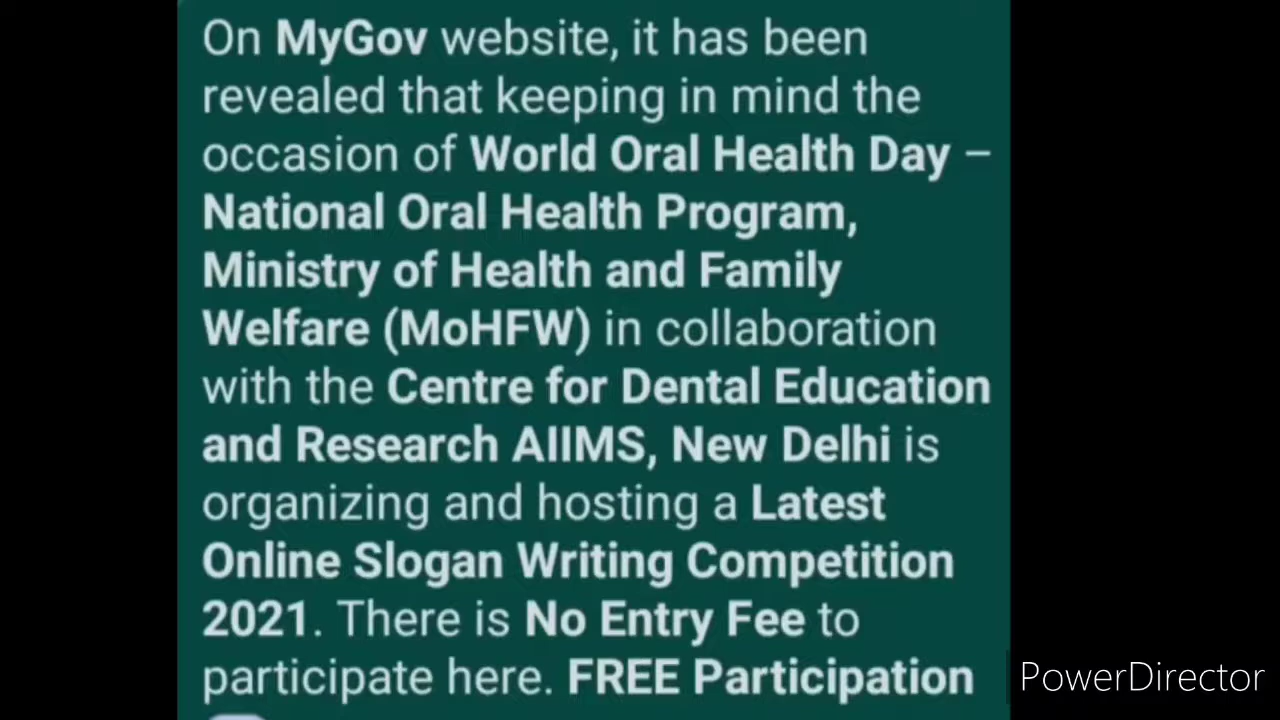 On MyGov website, it has been
revealed that keeping in mind the
occasion of World Oral Health Day –
National Oral Health Program,
Ministry of Health and Family
Welfare (MoHFW) in collaboration
with the Centre for Dental Education
and Research AIIMS, New Delhi is
organizing and hosting a Latest
Online Slogan Writing Competition
2021. There is No Entry Fee to
participate here. FREE Participation
PowerDirector